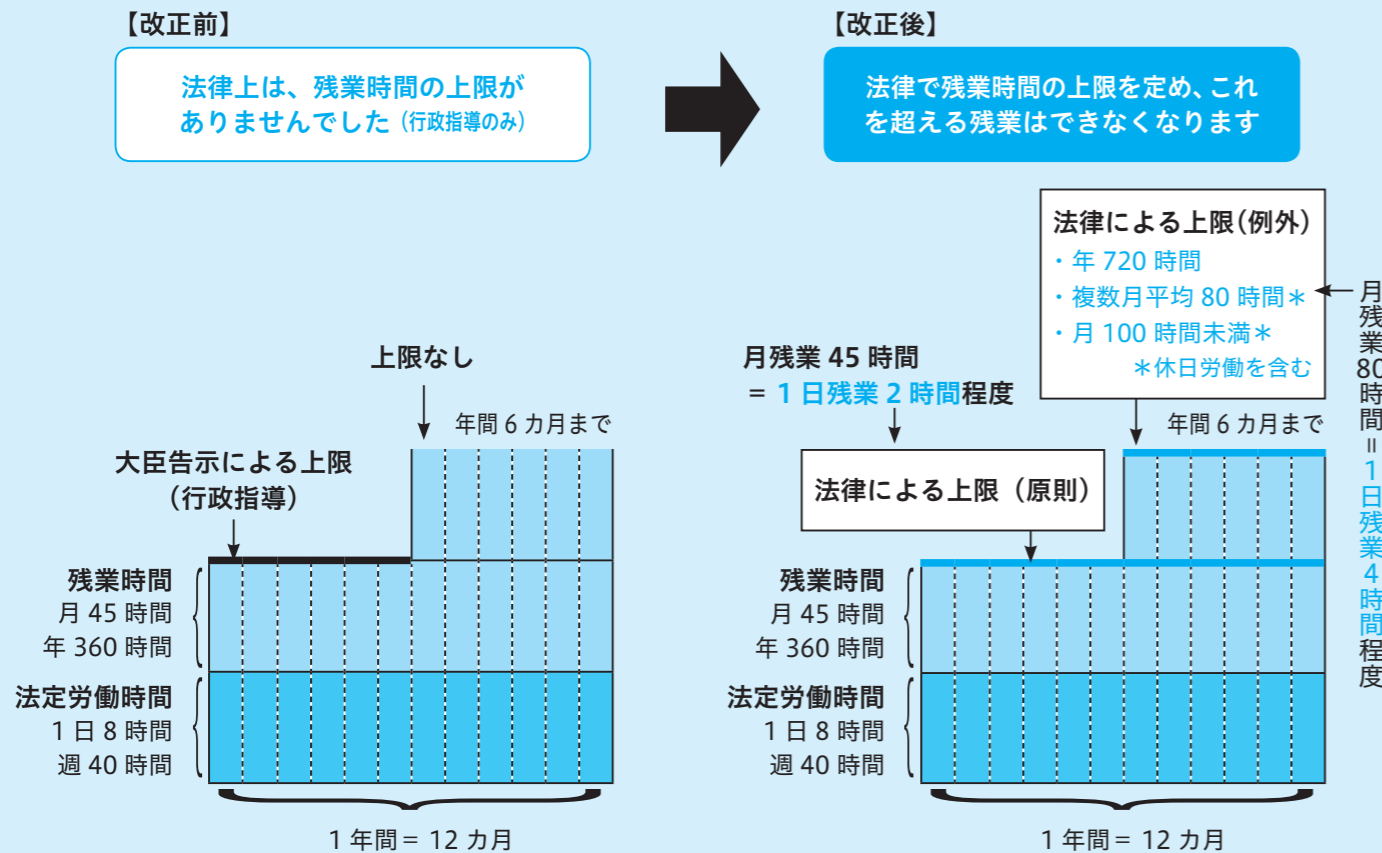 【改正前】
法律上は、残業時間の上限が
ありませんでした（行政指導のみ）
上限なし
年間 6 カ月まで
大臣告示による上限
（行政指導）
残業時間
月 45 時間
年 360 時間
法定労働時間
1 日 8 時間
週 40 時間
1 年間＝ 12 カ月
【改正後】
法律で残業時間の上限を定め、これ
を超える残業はできなくなります
法律による上限（例外）
・年 720 時間
・複数月平均 80 時間＊
・月 100 時間未満＊
＊休日労働を含む
月残業 80 時間＝1日残業4時間程度
月残業 45 時間
＝ 1 日残業 2 時間程度
年間 6 カ月まで
法律による上限（原則）
残業時間
月 45 時間
年 360 時間
法定労働時間
1 日 8 時間
週 40 時間
1 年間＝ 12 カ月